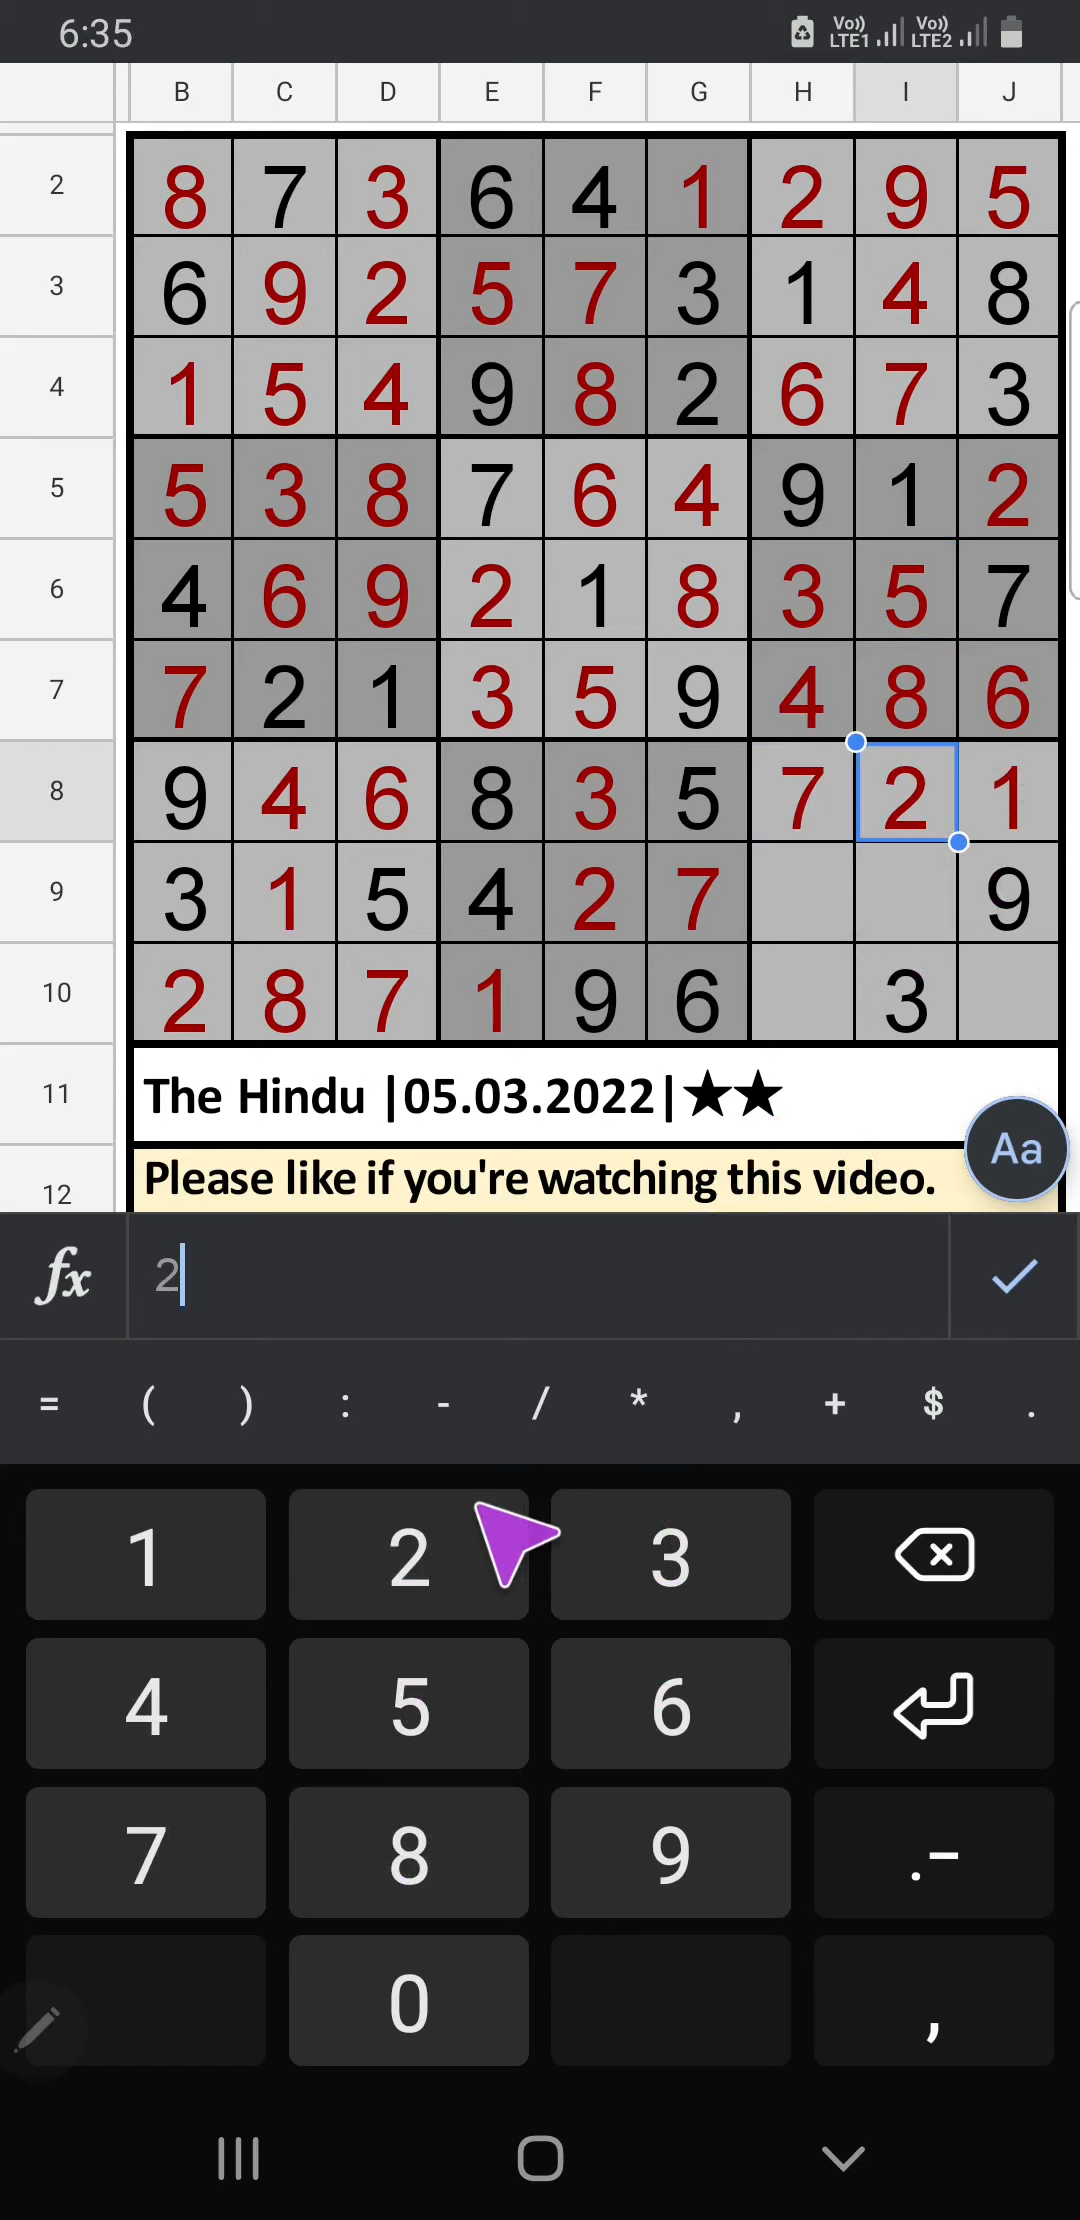 6:35 Vo)) LTE1 Vo)) LTE2
B C D E F G H I J
2 8 7 3 6 4 1 2 9 5
3 6 9 2 5 7 3 1 4 8
4 1 5 4 9 8 2 6 7 3
5 5 3 8 7 6 4 9 1 2
6 4 6 9 2 1 8 3 5 7
7 7 2 1 3 5 9 4 8 6
8 9 4 6 8 3 5 7 2 1
9 3 1 5 4 2 7 9
10 2 8 7 1 9 6 3
11 The Hindu |05.03.2022|★★
Aa
12 Please like if you're watching this video.
fx 2
= ( ) : - / * , + $ .
1 2 3
4 5 6
7 8 9 .-
0 ,